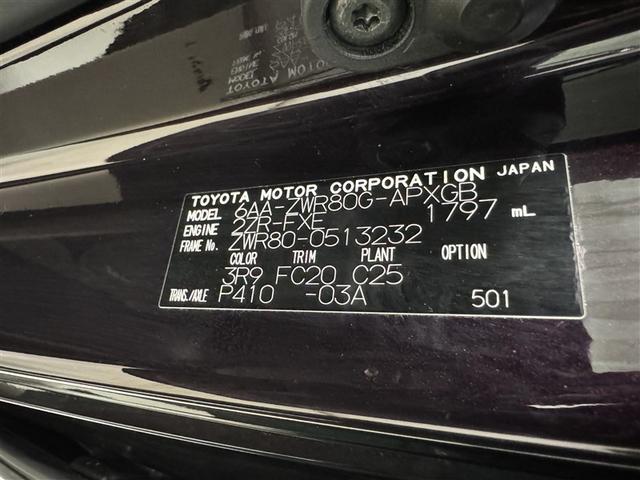 TOYOTA MOTOR CORPORATION JAPAN
MODEL 6AA-ZWR80G-APXGB
ENGINE 2ZR-FXE 1797 mL
FRAME No. ZWR80-0513232
COLOR TRIM PLANT OPTION
3R9 FC20 C25
TRANS./AXLE P410 -03A 501